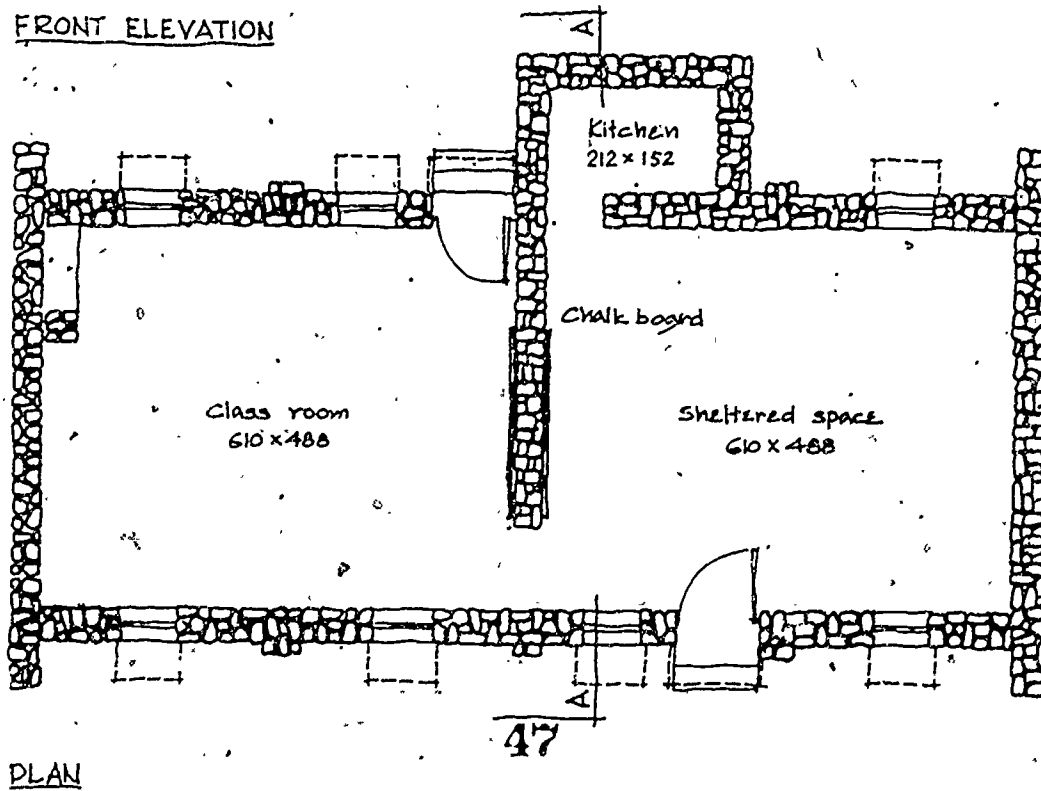 FRONT ELEVATION
A
Kitchen
212 × 152
Chalk board
Class room
610 × 488
Sheltered space
610 × 488
A
47
PLAN